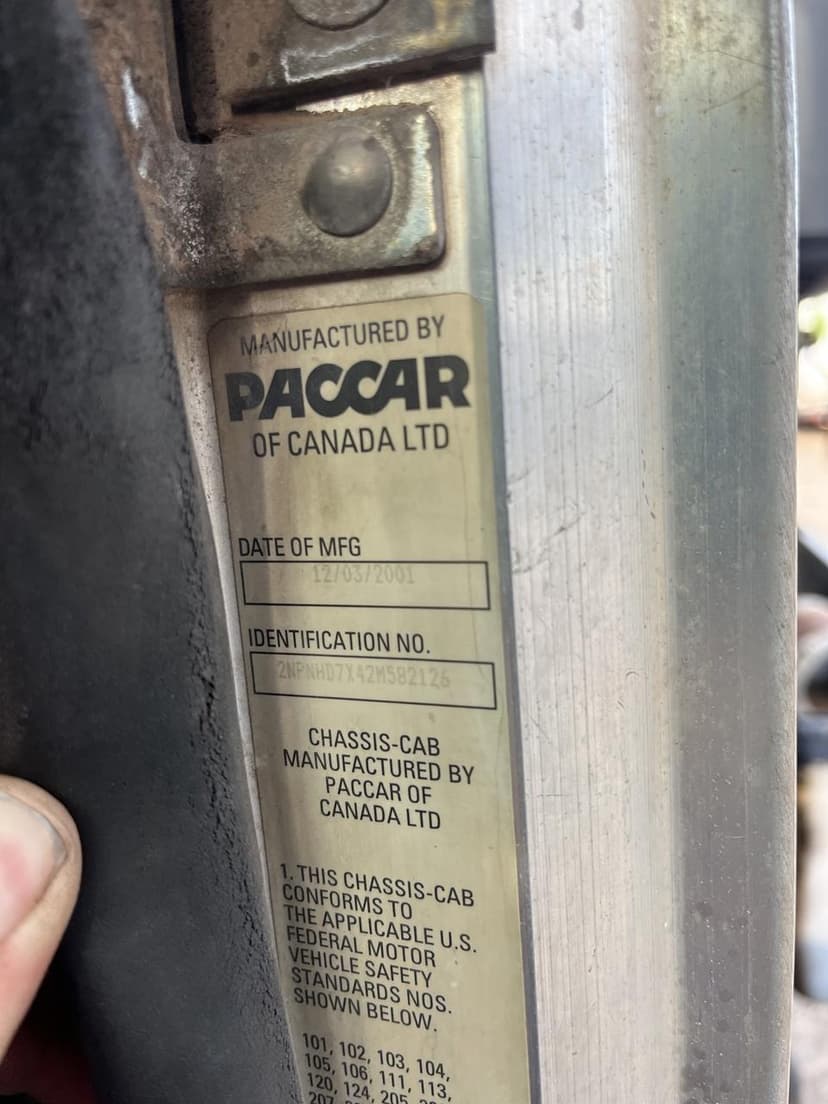 MANUFACTURED BY
PACCAR
OF CANADA LTD
DATE OF MFG
12/03/2001
IDENTIFICATION NO.
2NPNHD7X42M582126
CHASSIS-CAB
MANUFACTURED BY
PACCAR OF
CANADA LTD
1. THIS CHASSIS-CAB
CONFORMS TO
THE APPLICABLE U.S.
FEDERAL MOTOR
VEHICLE SAFETY
STANDARDS NOS.
SHOWN BELOW.
101, 102, 103, 104,
105, 106, 111, 113,
120, 124, 205,
207,